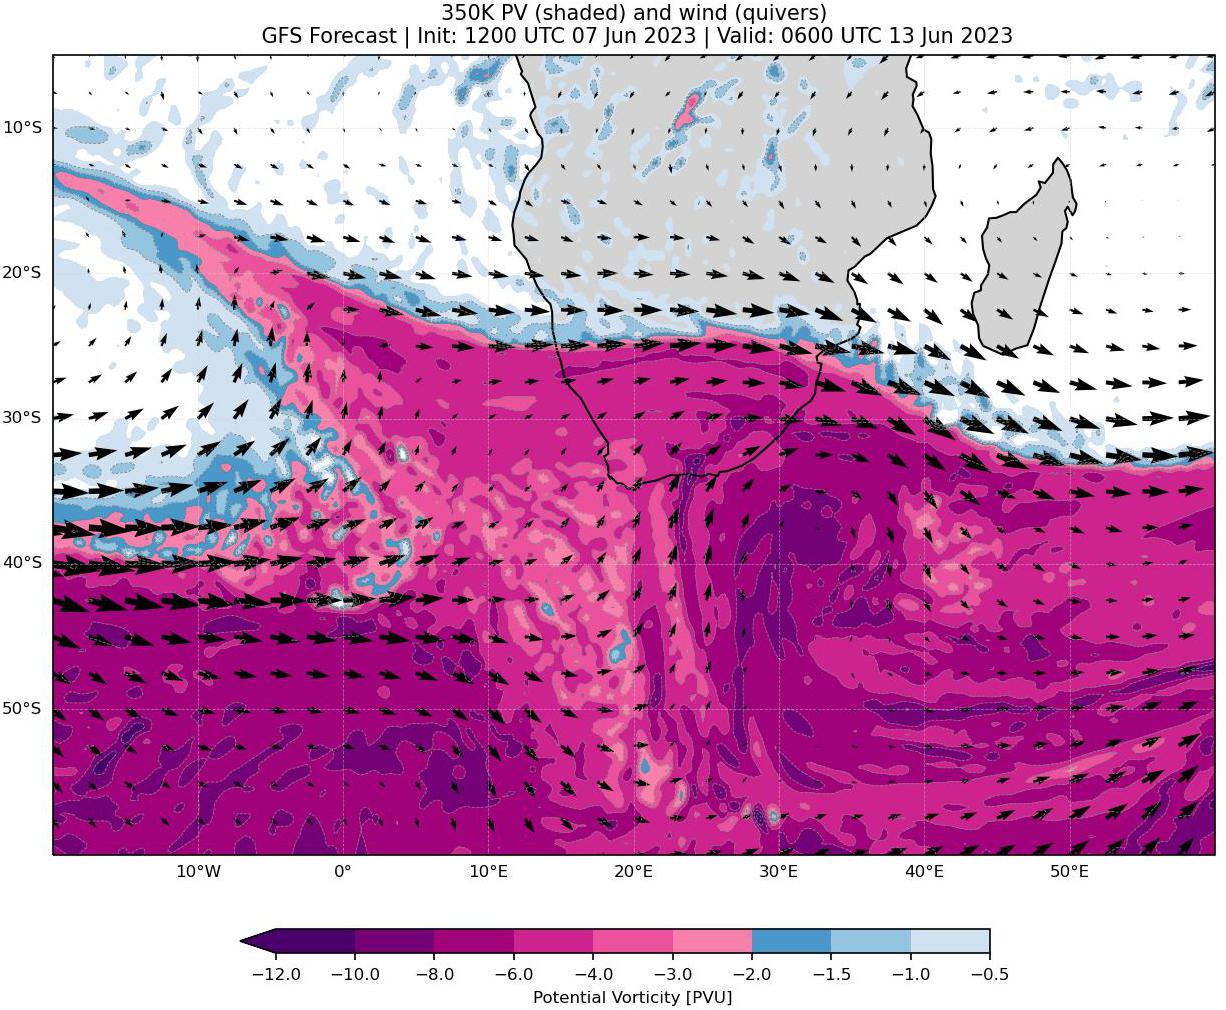 350K PV (shaded) and wind (quivers)
GFS Forecast | Init: 1200 UTC 07 Jun 2023 | Valid: 0600 UTC 13 Jun 2023
10°S
20°S
30°S
40°S
50°S
10°W 0° 10°E 20°E 30°E 40°E 50°E
−12.0 −10.0 −8.0 −6.0 −4.0 −3.0 −2.0 −1.5 −1.0 −0.5
Potential Vorticity [PVU]